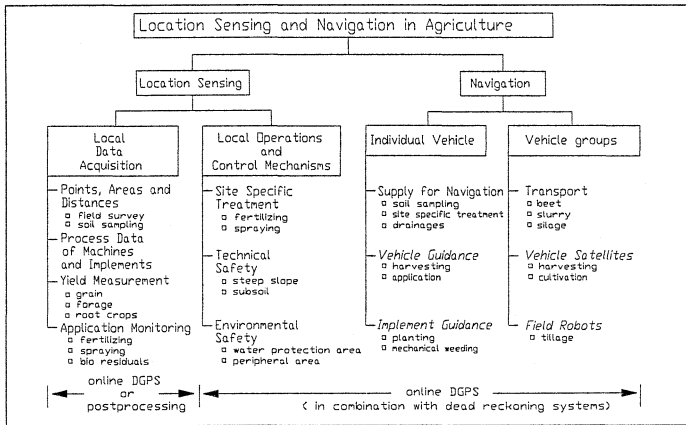 Location Sensing and Navigation in Agriculture
Location Sensing
Navigation
Local
Data
Acquisition
Local Operations
and
Control Mechanisms
Individual Vehicle
Vehicle groups
Points, Areas and
Distances
▫ field survey
▫ soil sampling
Process Data
of Machines
and Implements
Yield Measurement
▫ grain
▫ forage
▫ root crops
Application Monitoring
▫ fertilizing
▫ spraying
▫ bio residuals
Site Specific
Treatment
▫ fertilizing
▫ spraying
Technical
Safety
▫ steep slope
▫ subsoil
Environmental
Safety
▫ water protection area
▫ peripheral area
Supply for Navigation
▫ soil sampling
▫ site specific treatment
▫ drainages
Vehicle Guidance
▫ harvesting
▫ application
Implement Guidance
▫ planting
▫ mechanical weeding
Transport
▫ beet
▫ slurry
▫ silage
Vehicle Satellites
▫ harvesting
▫ cultivation
Field Robots
▫ tillage
online DGPS
or
postprocessing
online DGPS
( in combination with dead reckoning systems)